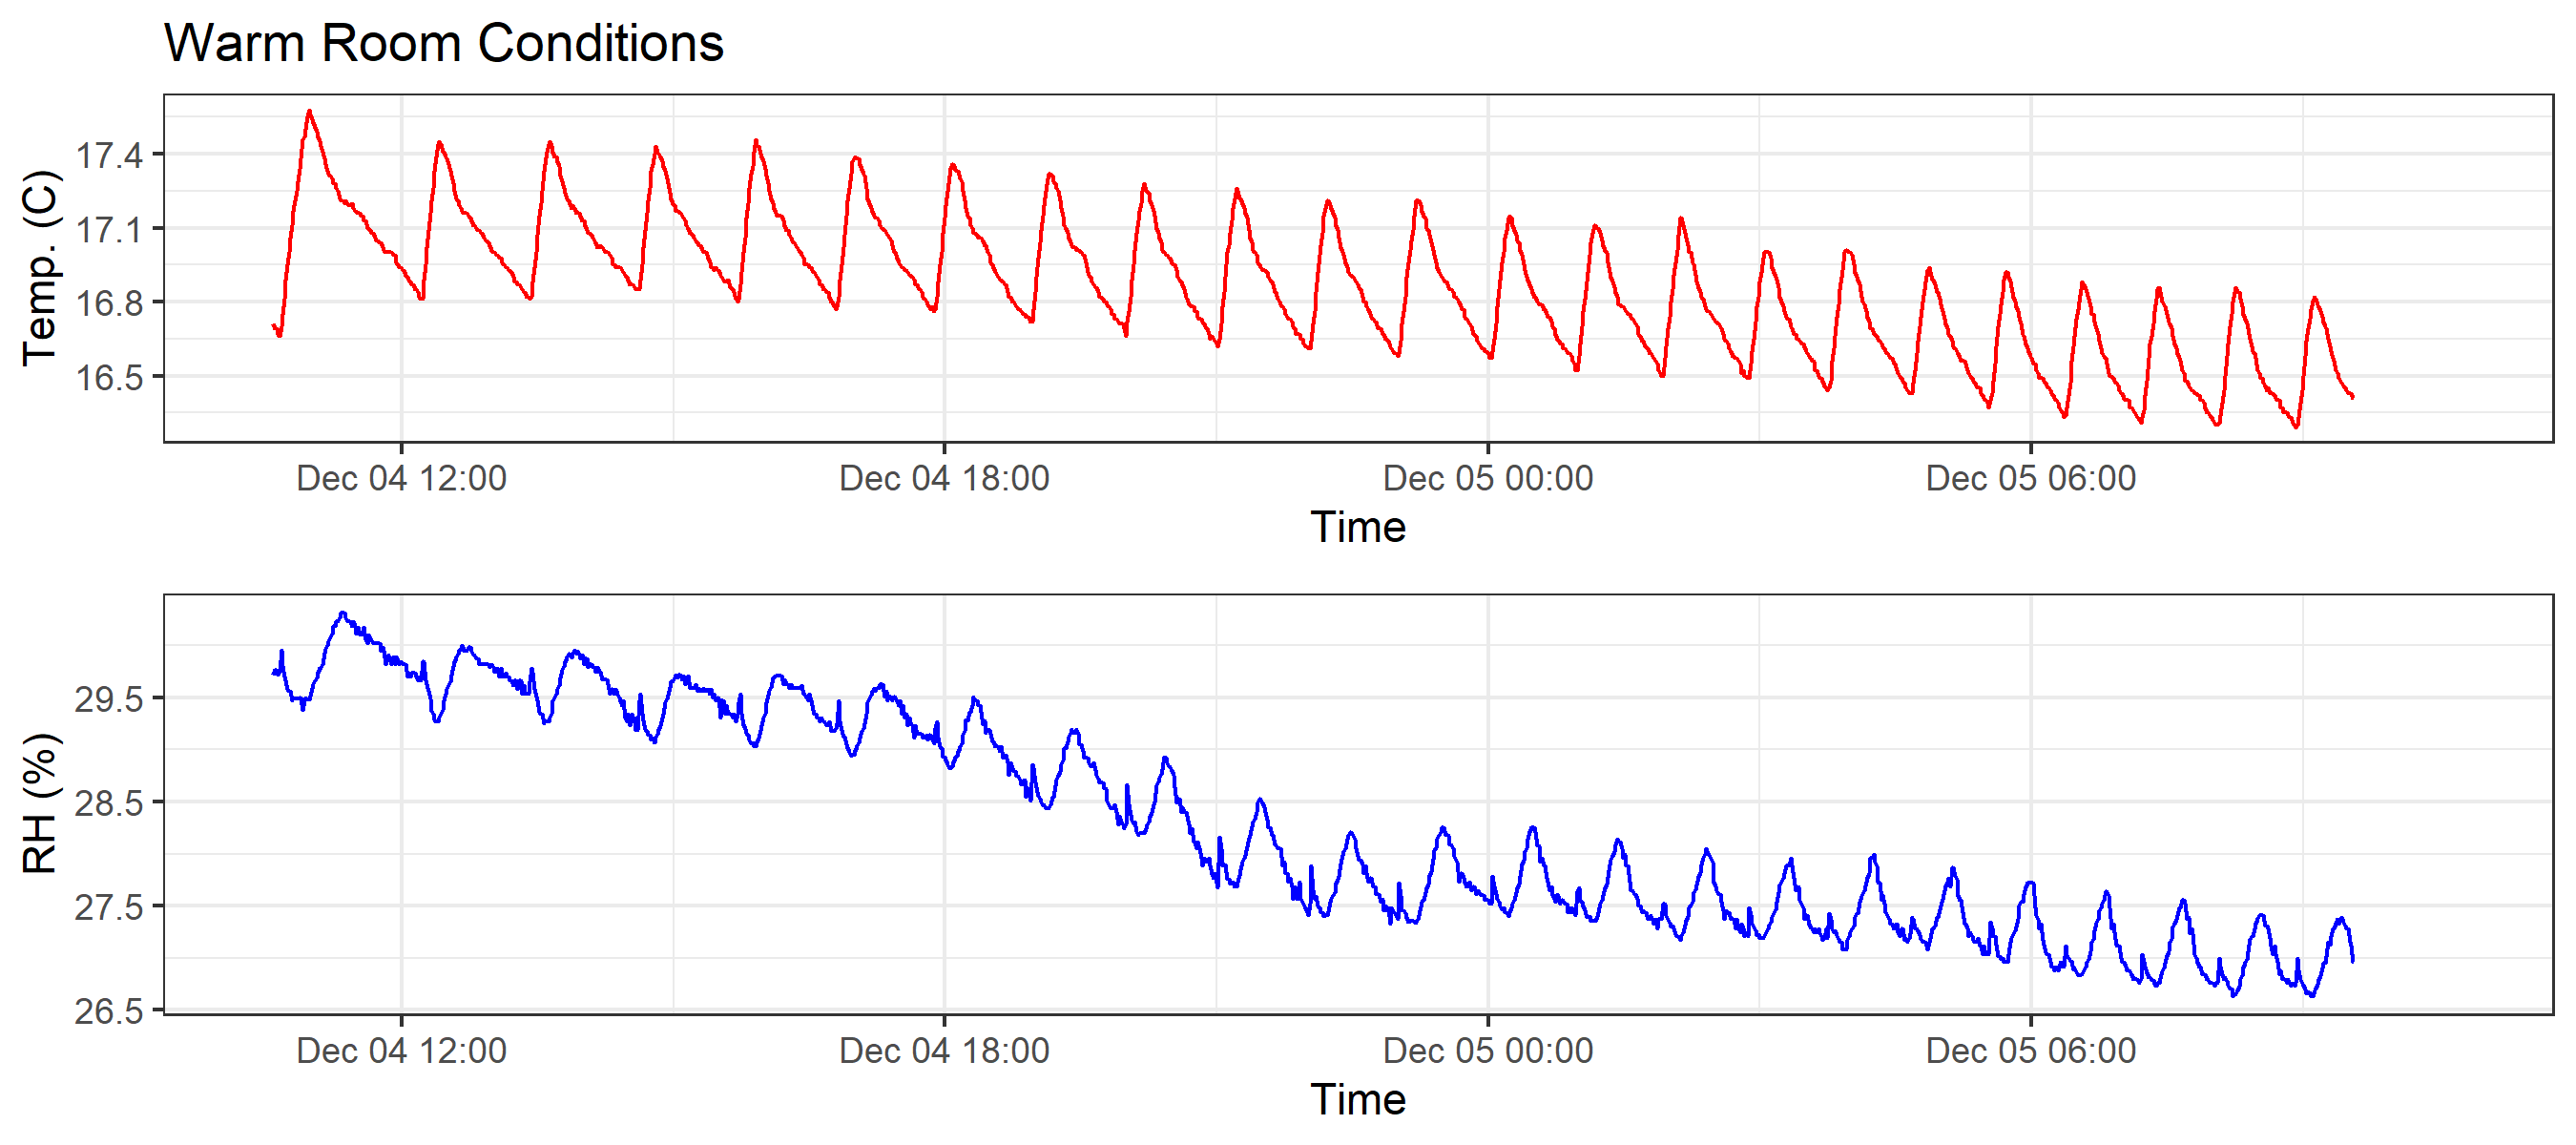 Warm Room Conditions
Temp. (C)
17.4
17.1
16.8
16.5
Dec 04 12:00 Dec 04 18:00 Dec 05 00:00 Dec 05 06:00
Time
RH (%)
29.5
28.5
27.5
26.5
Dec 04 12:00 Dec 04 18:00 Dec 05 00:00 Dec 05 06:00
Time